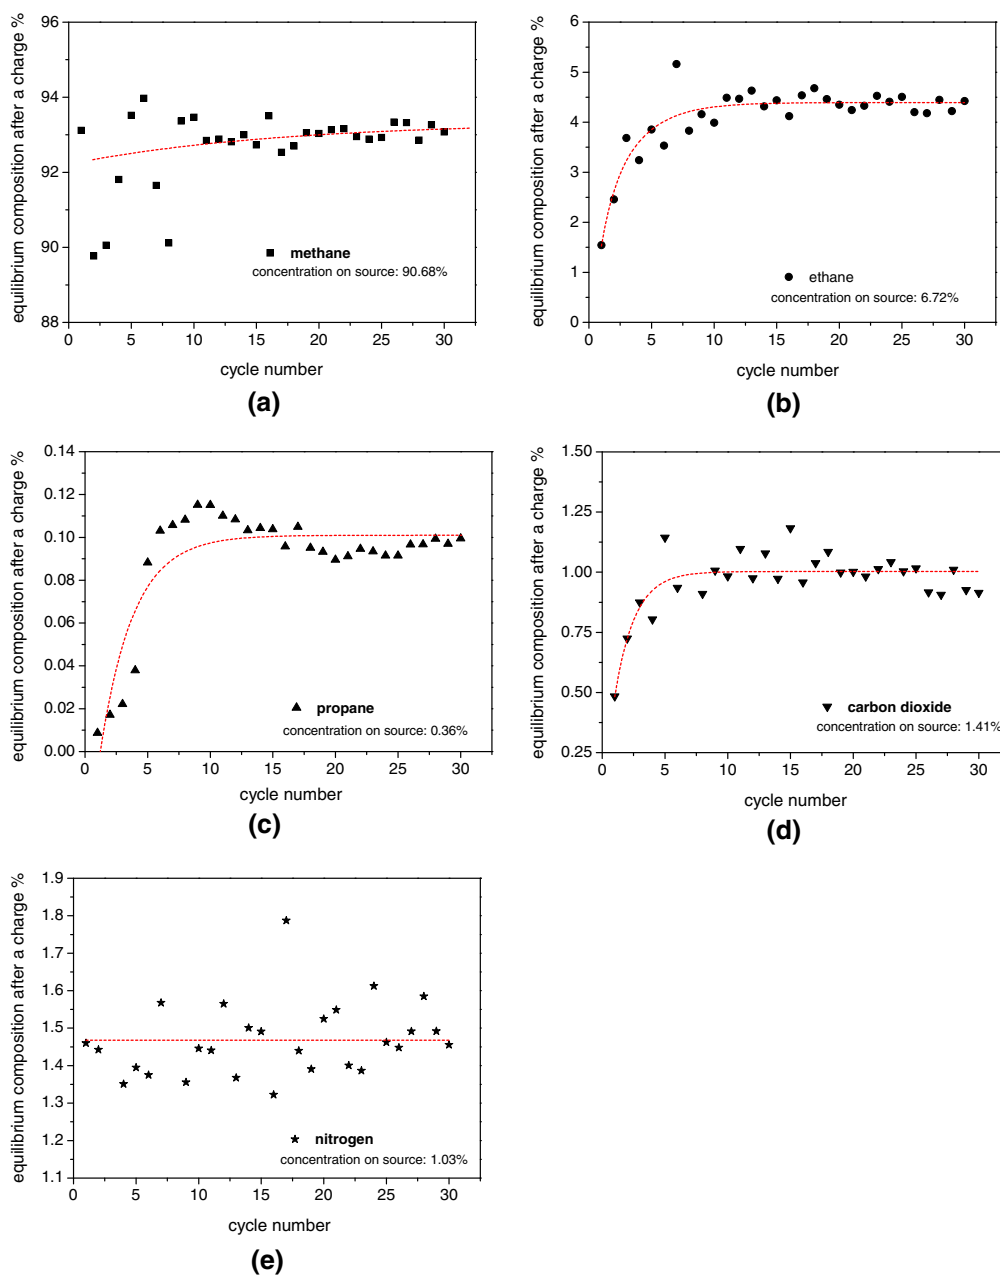 equilibrium composition after a charge %
96
94
92
90
88
methane
concentration on source: 90.68%
0 5 10 15 20 25 30
cycle number
(a)
equilibrium composition after a charge %
6
5
4
3
2
1
0
ethane
concentration on source: 6.72%
0 5 10 15 20 25 30
cycle number
(b)
equilibrium composition after a charge %
0.14
0.12
0.10
0.08
0.06
0.04
0.02
0.00
propane
concentration on source: 0.36%
0 5 10 15 20 25 30
cycle number
(c)
equilibrium composition after a charge %
1.50
1.25
1.00
0.75
0.50
0.25
carbon dioxide
concentration on source: 1.41%
0 5 10 15 20 25 30
cycle number
(d)
equilibrium composition after a charge %
1.9
1.8
1.7
1.6
1.5
1.4
1.3
1.2
1.1
nitrogen
concentration on source: 1.03%
0 5 10 15 20 25 30
cycle number
(e)